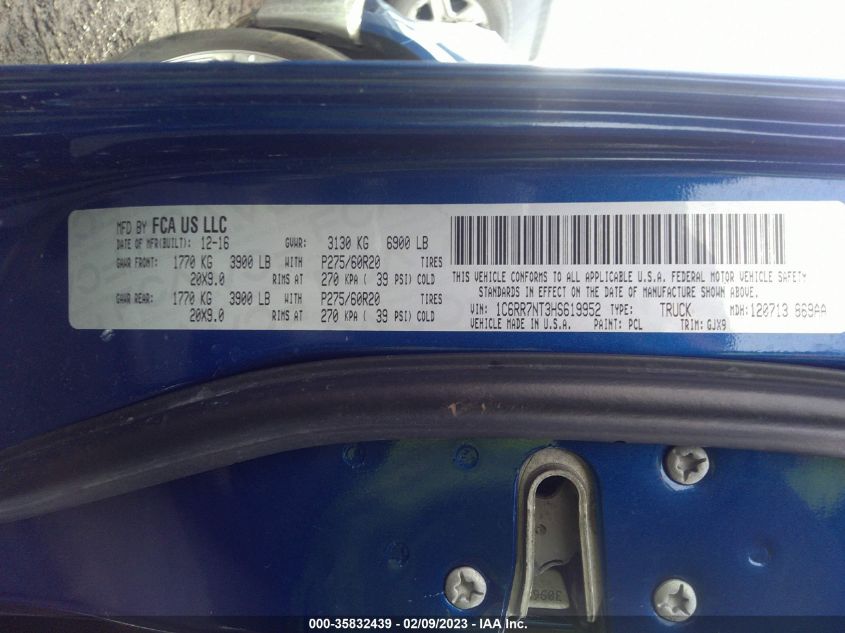 MFD BY FCA US LLC
DATE OF MFR(BUILT): 12-16 GVWR: 3130 KG 6900 LB
GAWR FRONT: 1770 KG 3900 LB WITH P275/60R20 TIRES
20X9.0 RIMS AT 270 KPA ( 39 PSI) COLD
GAWR REAR: 1770 KG 3900 LB WITH P275/60R20 TIRES
20X9.0 RIMS AT 270 KPA ( 39 PSI) COLD
THIS VEHICLE CONFORMS TO ALL APPLICABLE U.S.A. FEDERAL MOTOR VEHICLE SAFETY
STANDARDS IN EFFECT ON THE DATE OF MANUFACTURE SHOWN ABOVE.
VIN: 1C6RR7NT3HS619952 TYPE: TRUCK MDH: 120713 869AA
VEHICLE MADE IN U.S.A. PAINT: PCL TRIM: GJX9
000-35832439 - 02/09/2023 - IAA Inc.